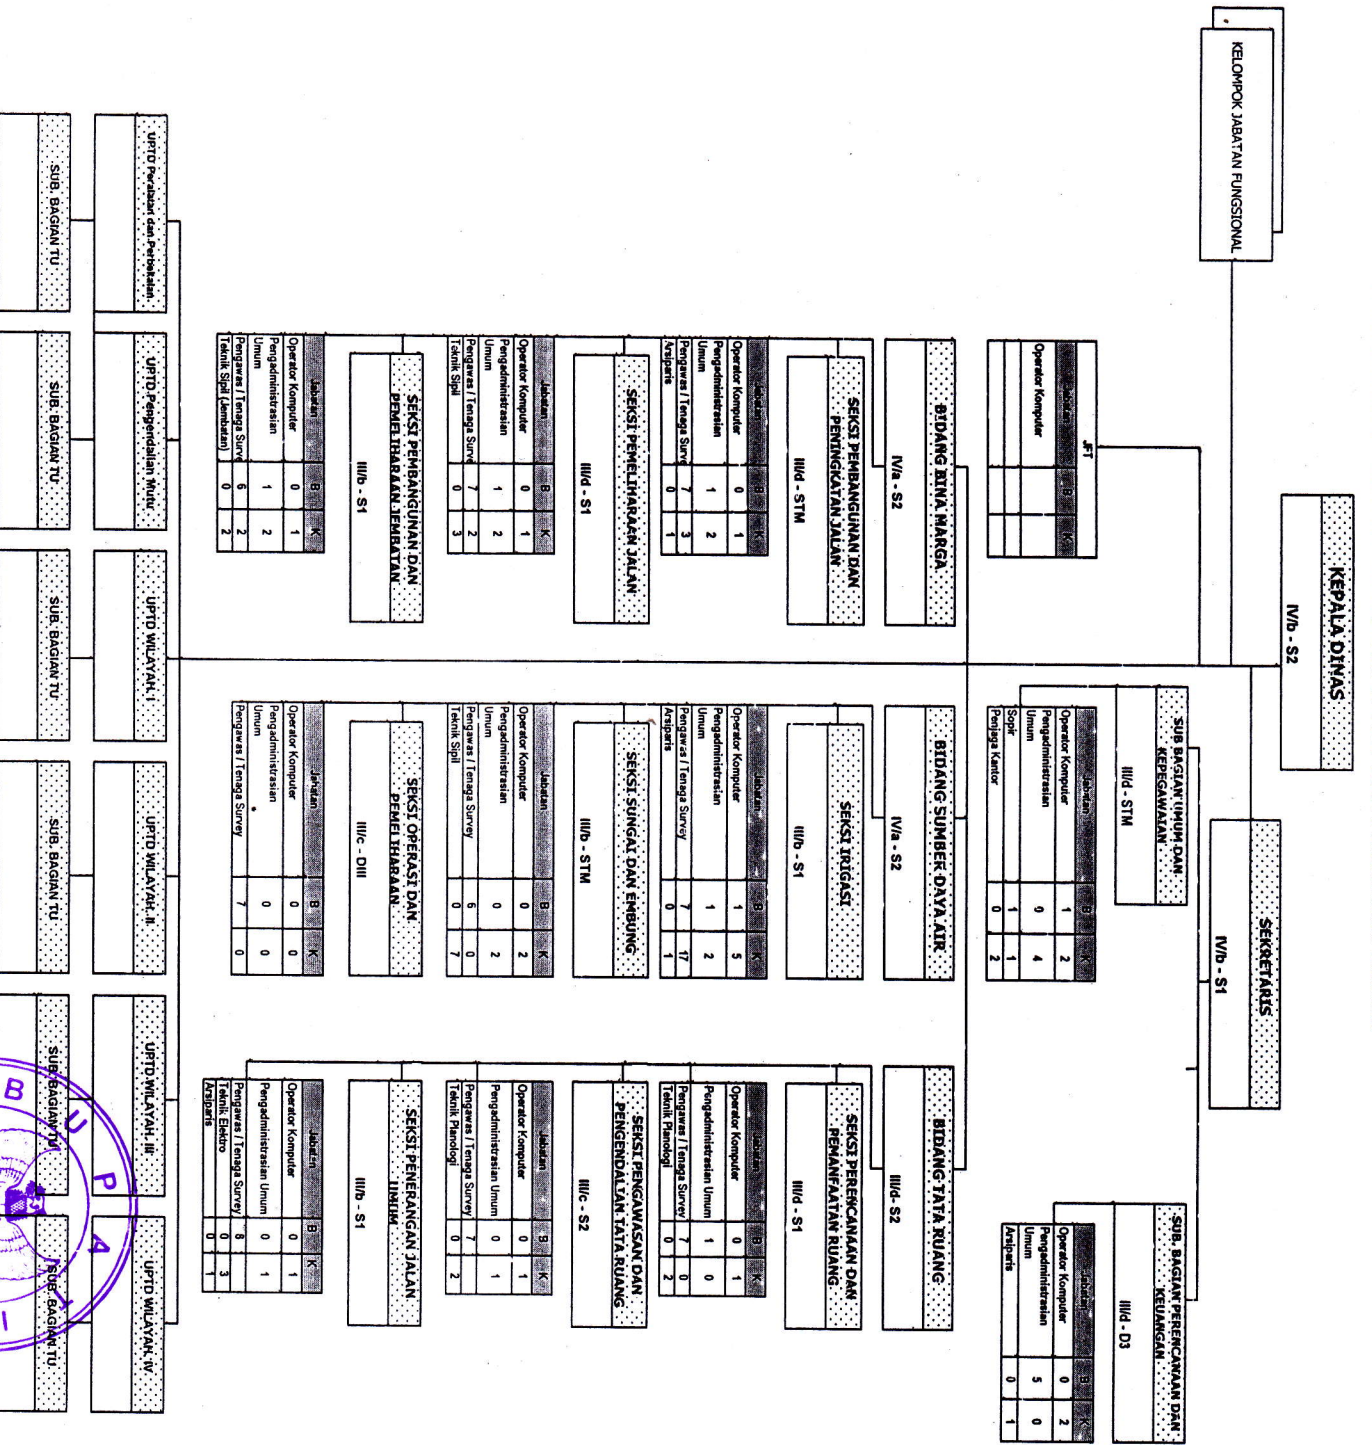 KEPALA DINAS
IV/b - S2
KELOMPOK JABATAN FUNGSIONAL
SEKRETARIS
IV/b - S1
SUB BAGIAN UMUM DAN
KEPEGAWAIAN
III/d - STM
Jabatan B K
Operator Komputer 1 2
Pengadministrasian
Umum 0 4
Sopir 1 1
Penjaga Kantor 0 2
SUB. BAGIAN PERENCANAAN DAN
KEUANGAN
III/d - D3
Jabatan B K
Operator Komputer 0 2
Pengadministrasian
Umum 5 0
Arsiparis 0 1
JFT
Jabatan B K
Operator Komputer
BIDANG BINA MARGA
IV/a - S2
SEKSI PEMBANGUNAN DAN
PENINGKATAN JALAN
III/d - STM
Jabatan B K
Operator Komputer 0 1
Pengadministrasian
Umum 1 2
Pengawas / Tenaga Surve 7 3
Arsiparis 0 1
SEKSI PEMELIHARAAN JALAN
III/d - S1
Jabatan B K
Operator Komputer 0 1
Pengadministrasian
Umum 1 2
Pengawas / Tenaga Surve 7 2
Teknik Sipil 0 3
SEKSI PEMBANGUNAN DAN
PEMELIHARAAN JEMBATAN
III/b - S1
Jabatan B K
Operator Komputer 0 1
Pengadministrasian
Umum 1 2
Pengawas / Tenaga Surve 6 2
Teknik Sipil (Jembatan) 0 2
BIDANG SUMBER DAYA AIR
IV/a - S2
SEKSI IRIGASI
III/b - S1
Jabatan B K
Operator Komputer 1 5
Pengadministrasian
Umum 1 2
Pengawas / Tenaga Survey 7 17
Arsiparis 0 1
SEKSI SUNGAI DAN EMBUNG
III/b - STM
Jabatan B K
Operator Komputer 0 2
Pengadministrasian
Umum 0 2
Pengawas / Tenaga Survey 6 0
Teknik Sipil 0 7
SEKSI OPERASI DAN
PEMELIHARAAN
III/c - DIII
Jabatan B K
Operator Komputer 0 0
Pengadministrasian
Umum 0 0
Pengawas / Tenaga Survey 7 0
BIDANG TATA RUANG
III/d- S2
SEKSI PERENCANAAN DAN
PEMANFAATAN RUANG
III/d - S1
Jabatan B K
Operator Komputer 0 1
Pengadministrasian Umum 1 0
Pengawas / Tenaga Survey 7 0
Teknik Planologi 0 2
SEKSI PENGAWASAN DAN
PENGENDALIAN TATA RUANG
III/c - S2
Jabatan B K
Operator Komputer 0 1
Pengadministrasian Umum 0 1
Pengawas / Tenaga Survey 7
Teknik Planologi 0 2
SEKSI PENERANGAN JALAN
UMUM
III/b - S1
Jabatan B K
Operator Komputer 0 1
Pengadministrasian Umum 0 1
Pengawas / Tenaga Survey 8
Teknik Elektro 0 3
Arsiparis 0 1
UPTD Peralatan dan Perbekalan
UPTD Pengendalian Mutu
UPTD WILAYAH. I
UPTD WILAYAH. II
UPTD WILAYAH. III
UPTD WILAYAH. IV
SUB. BAGIAN TU
SUB. BAGIAN TU
SUB. BAGIAN TU
SUB. BAGIAN TU
SUB. BAGIAN TU
SUB. BAGIAN TU
BUPATI